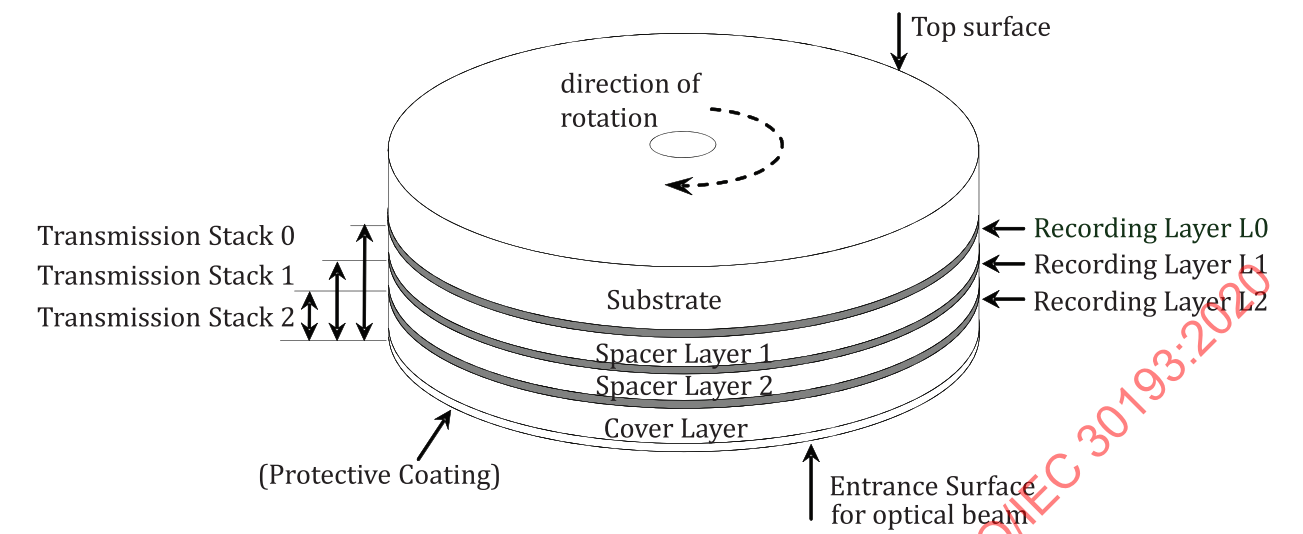 Top surface
direction of
rotation
Transmission Stack 0
Transmission Stack 1
Transmission Stack 2
Recording Layer L0
Recording Layer L1
Recording Layer L2
Substrate
Spacer Layer 1
Spacer Layer 2
Cover Layer
(Protective Coating)
Entrance Surface
for optical beam
O/IEC 30193:2020